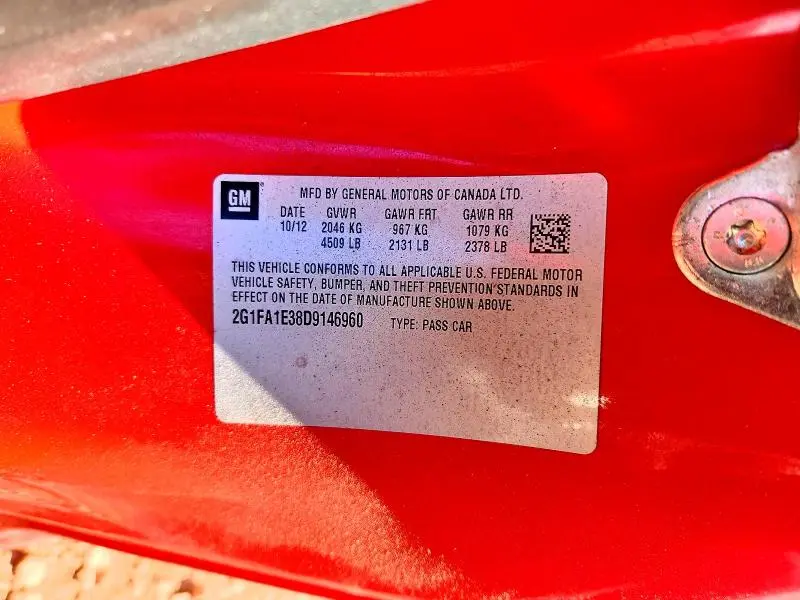 GM
MFD BY GENERAL MOTORS OF CANADA LTD.
DATE GVWR GAWR FRT GAWR RR
10/12 2046 KG 967 KG 1079 KG
4509 LB 2131 LB 2378 LB
THIS VEHICLE CONFORMS TO ALL APPLICABLE U.S. FEDERAL MOTOR
VEHICLE SAFETY, BUMPER, AND THEFT PREVENTION STANDARDS IN
EFFECT ON THE DATE OF MANUFACTURE SHOWN ABOVE.
2G1FA1E38D9146960 TYPE: PASS CAR